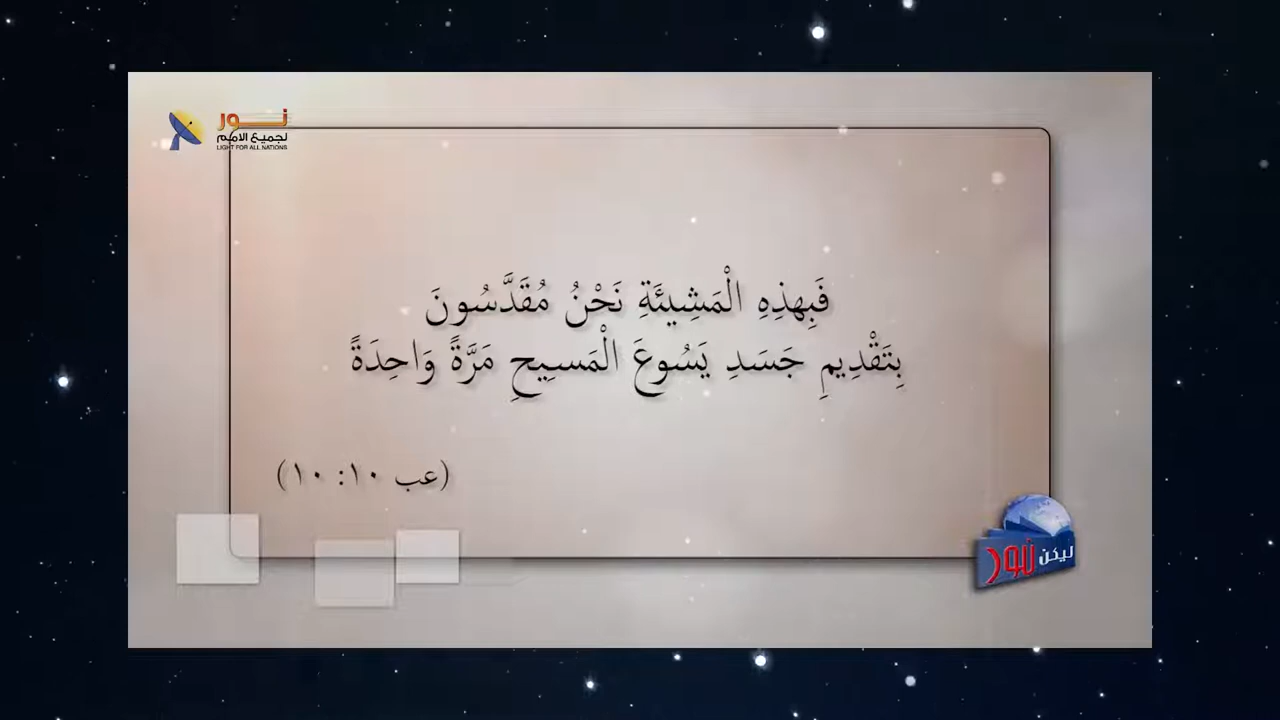 نور
لجميع الامم
LIGHT FOR ALL NATIONS
فَبِهذِهِ الْمَشِيئَةِ نَحْنُ مُقَدَّسُونَ
بِتَقْدِيمِ جَسَدِ يَسُوعَ الْمَسِيحِ مَرَّةً وَاحِدَةً
(عب ١٠: ١٠)
ليكن نور